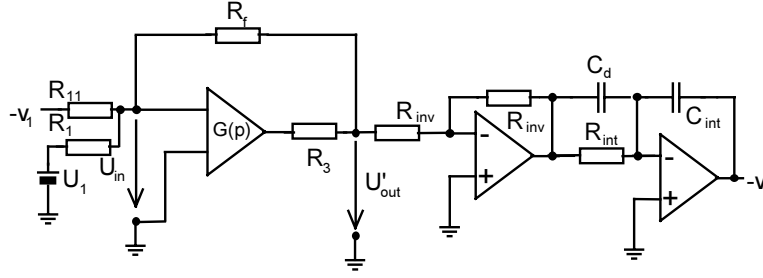 R_f
C_d
-v_1
R_11
R_1
U_1
U_in
G(p)
R_3
U'_out
R_inv
R_inv
-
+
R_int
C_int
-
+
-v